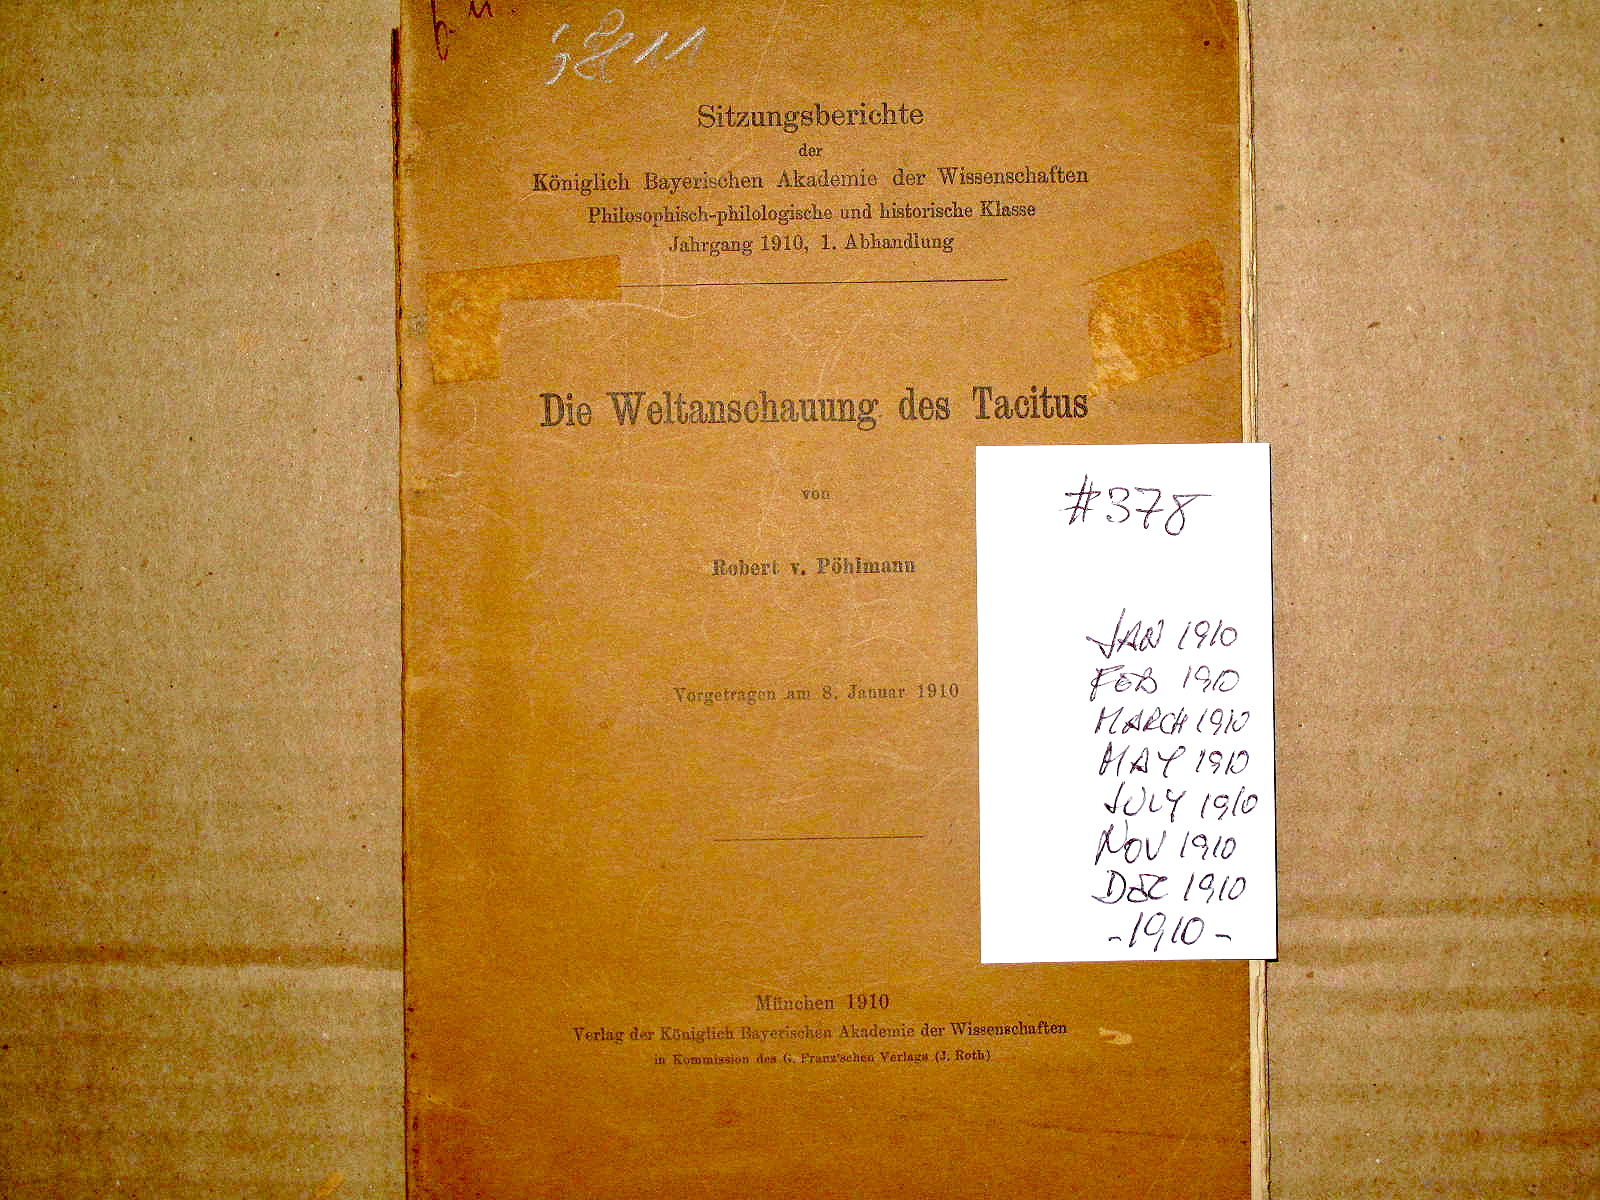 Sitzungsberichte
der
Königlich Bayerischen Akademie der Wissenschaften
Philosophisch-philologische und historische Klasse
Jahrgang 1910, 1. Abhandlung
Die Weltanschauung des Tacitus
von
Robert v. Pöhlmann
Vorgetragen am 8. Januar 1910
München 1910
Verlag der Königlich Bayerischen Akademie der Wissenschaften
in Kommission des G. Franz'schen Verlags (J. Roth)
#378
JAN 1910
FEB 1910
MARCH 1910
MAY 1910
JULY 1910
NOV 1910
DEC 1910
-1910-